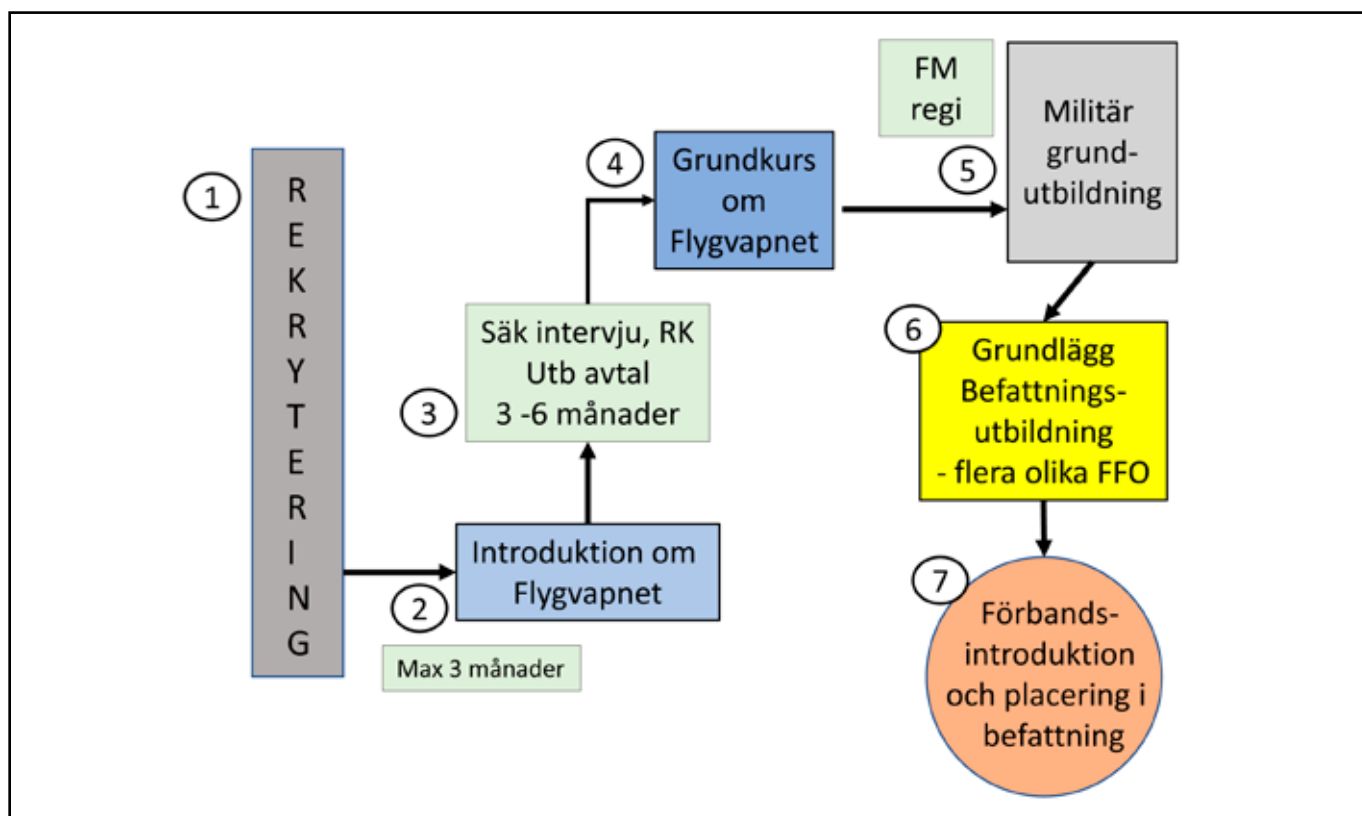 1
REKRYTERING
2
Max 3 månader
Introduktion om
Flygvapnet
3
Säk intervju, RK
Utb avtal
3 -6 månader
4
Grundkurs
om
Flygvapnet
FM
regi
5
Militär
grund-
utbildning
6
Grundlägg
Befattnings-
utbildning
- flera olika FFO
7
Förbands-
introduktion
och placering i
befattning